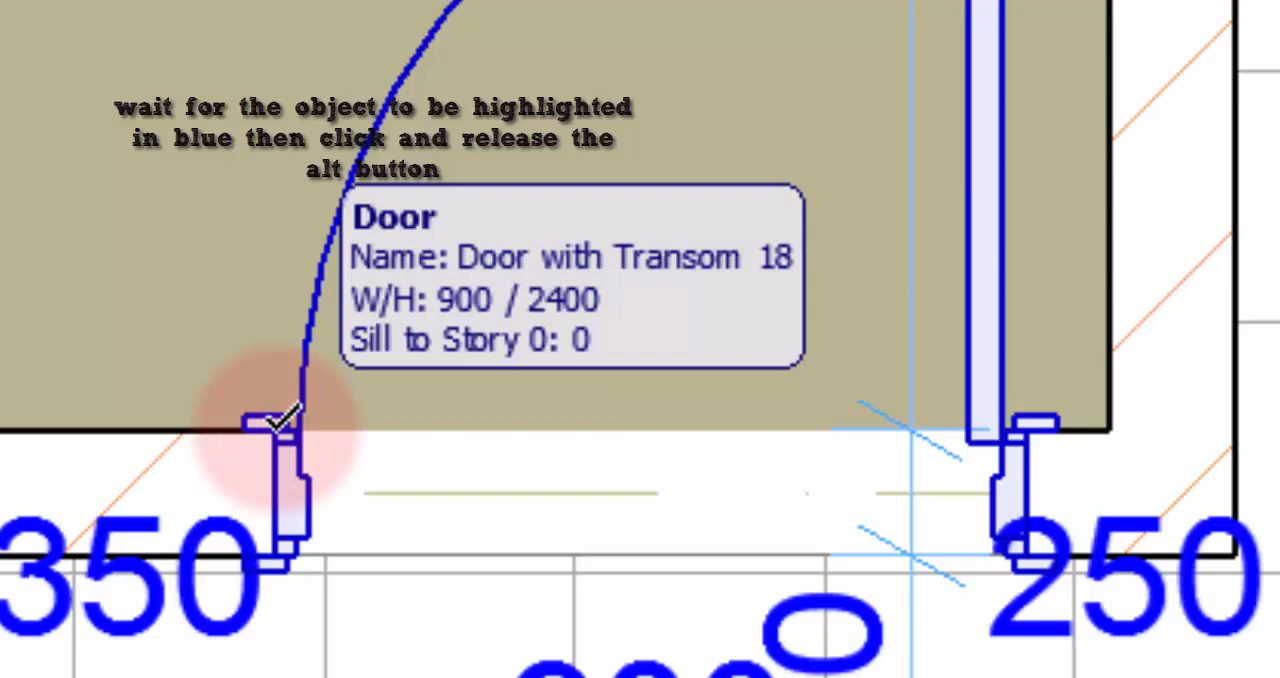 wait for the object to be highlighted
in blue then click and release the
alt button
Door
Name: Door with Transom 18
W/H: 900 / 2400
Sill to Story 0: 0
350
250
0